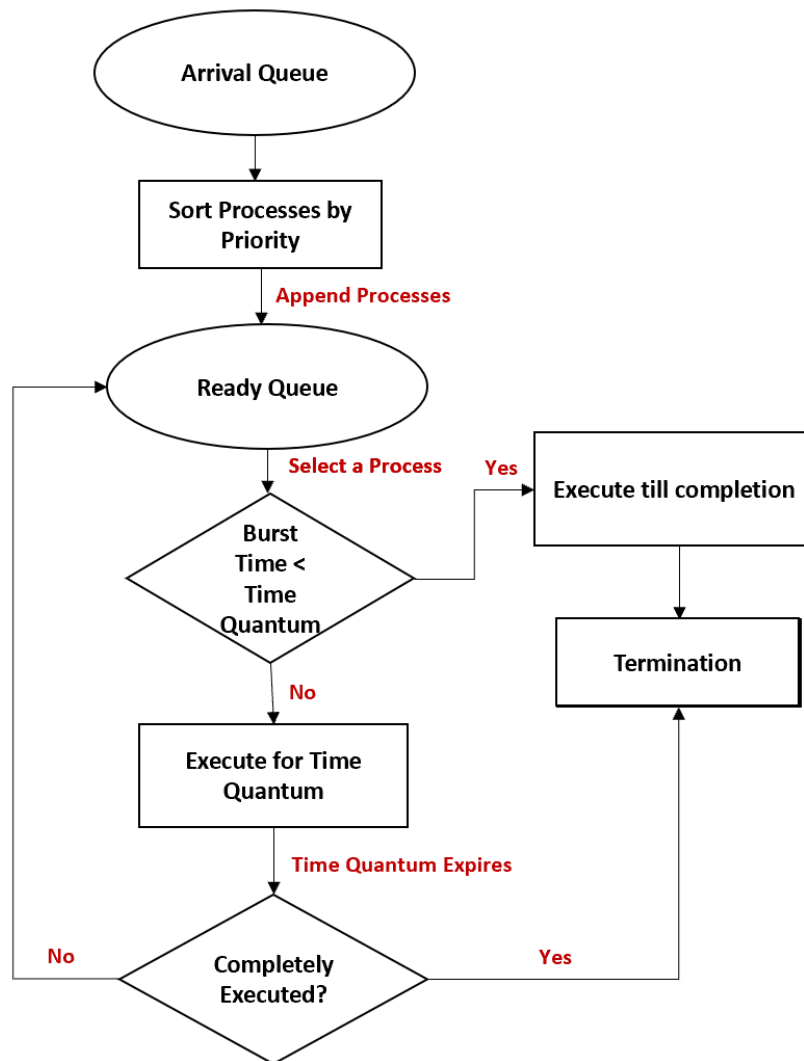 Arrival Queue
Sort Processes by
Priority
Append Processes
Ready Queue
Select a Process
Yes
Execute till completion
Burst
Time <
Time
Quantum
Termination
No
Execute for Time
Quantum
Time Quantum Expires
No
Completely
Executed?
Yes